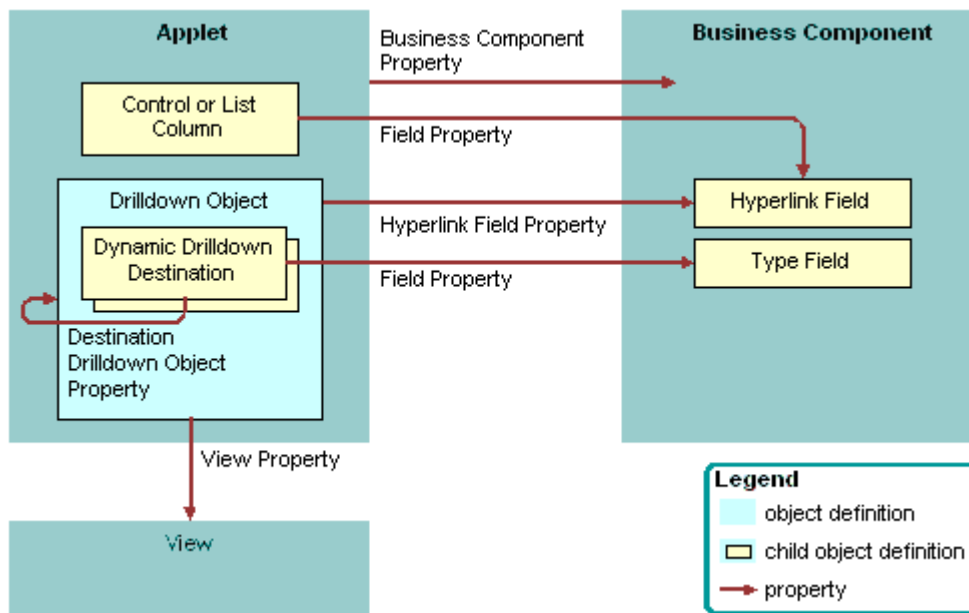 Applet
Business Component
Property
Business Component
Control or List
Column
Field Property
Drilldown Object
Hyperlink Field
Hyperlink Field Property
Dynamic Drilldown
Destination
Type Field
Field Property
Destination
Drilldown Object
Property
View Property
Legend
object definition
View
child object definition
property